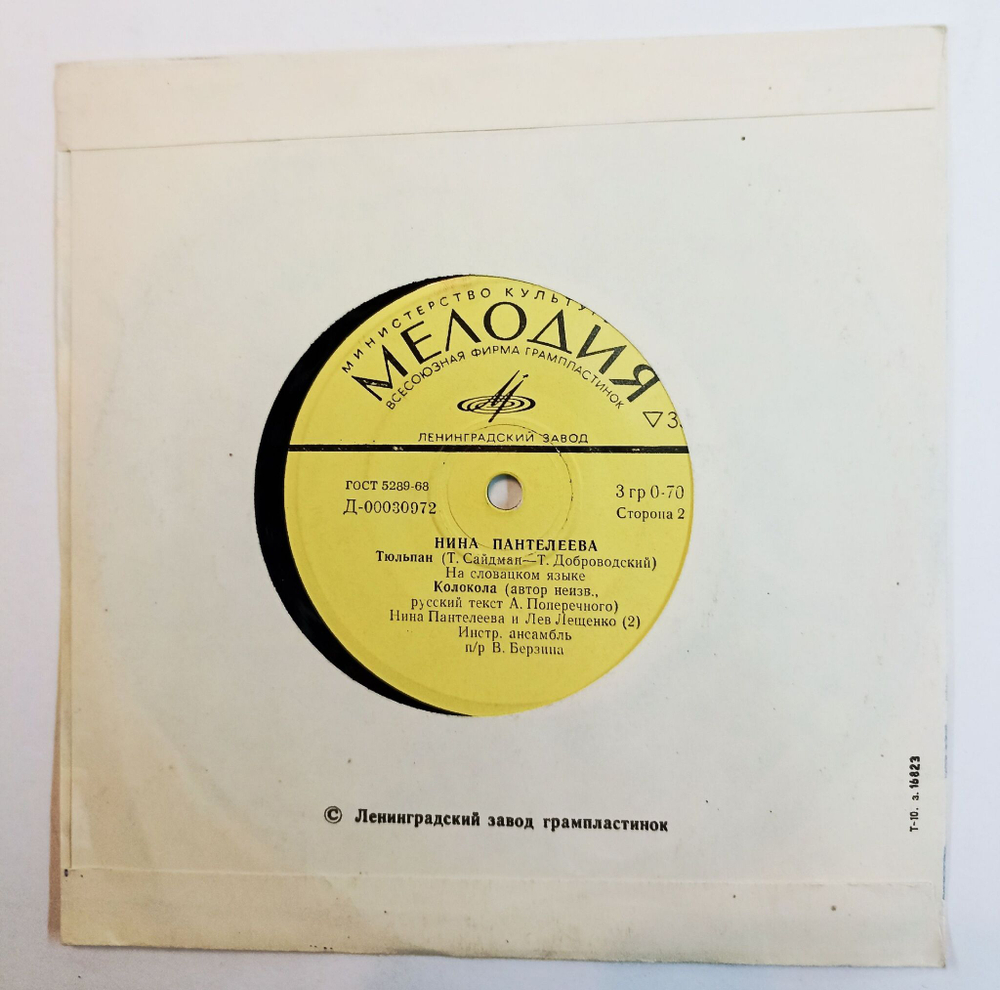 МИНИСТЕРСТВО КУЛЬТУ
МЕЛОДИЯ
ВСЕСОЮЗНАЯ ФИРМА ГРАМПЛАСТИНОК
▽3
ЛЕНИНГРАДСКИЙ ЗАВОД
ГОСТ 5289-68
Д-00030972
3 гр 0-70
Сторона 2
НИНА ПАНТЕЛЕЕВА
Тюльпан (Т. Сайдман—Т. Доброводский)
На словацком языке
Колокола (автор неизв.,
русский текст А. Поперечного)
Нина Пантелеева и Лев Лещенко (2)
Инстр. ансамбль
п/р В. Берзина
© Ленинградский завод грампластинок
Т-10. з. 16823